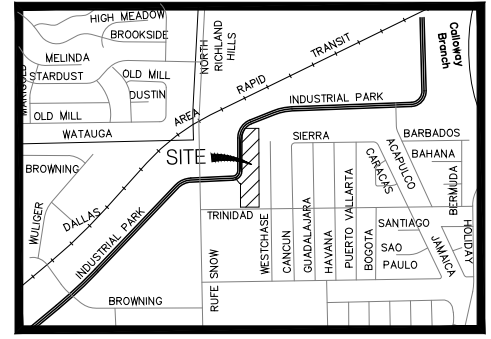 HIGH MEADOW
BROOKSIDE
NORTH
RICHLAND
HILLS
TRANSIT
Calloway
Branch
MELINDA
STARDUST
OLD MILL
RAPID
DUSTIN
INDUSTRIAL PARK
OLD MILL
AREA
WATAUGA
SIERRA
BARBADOS
SITE
CARACAS
ACAPULCO
BAHANA
BROWNING
BERMUDA
WULIGER
DALLAS
TRINIDAD
WESTCHASE
CANCUN
GUADALAJARA
HAVANA
PUERTO VALLARTA
BOGOTA
SANTIAGO
SAO
PAULO
JAMAICA
HOLIDAY
INDUSTRIAL PARK
RUFE SNOW
BROWNING